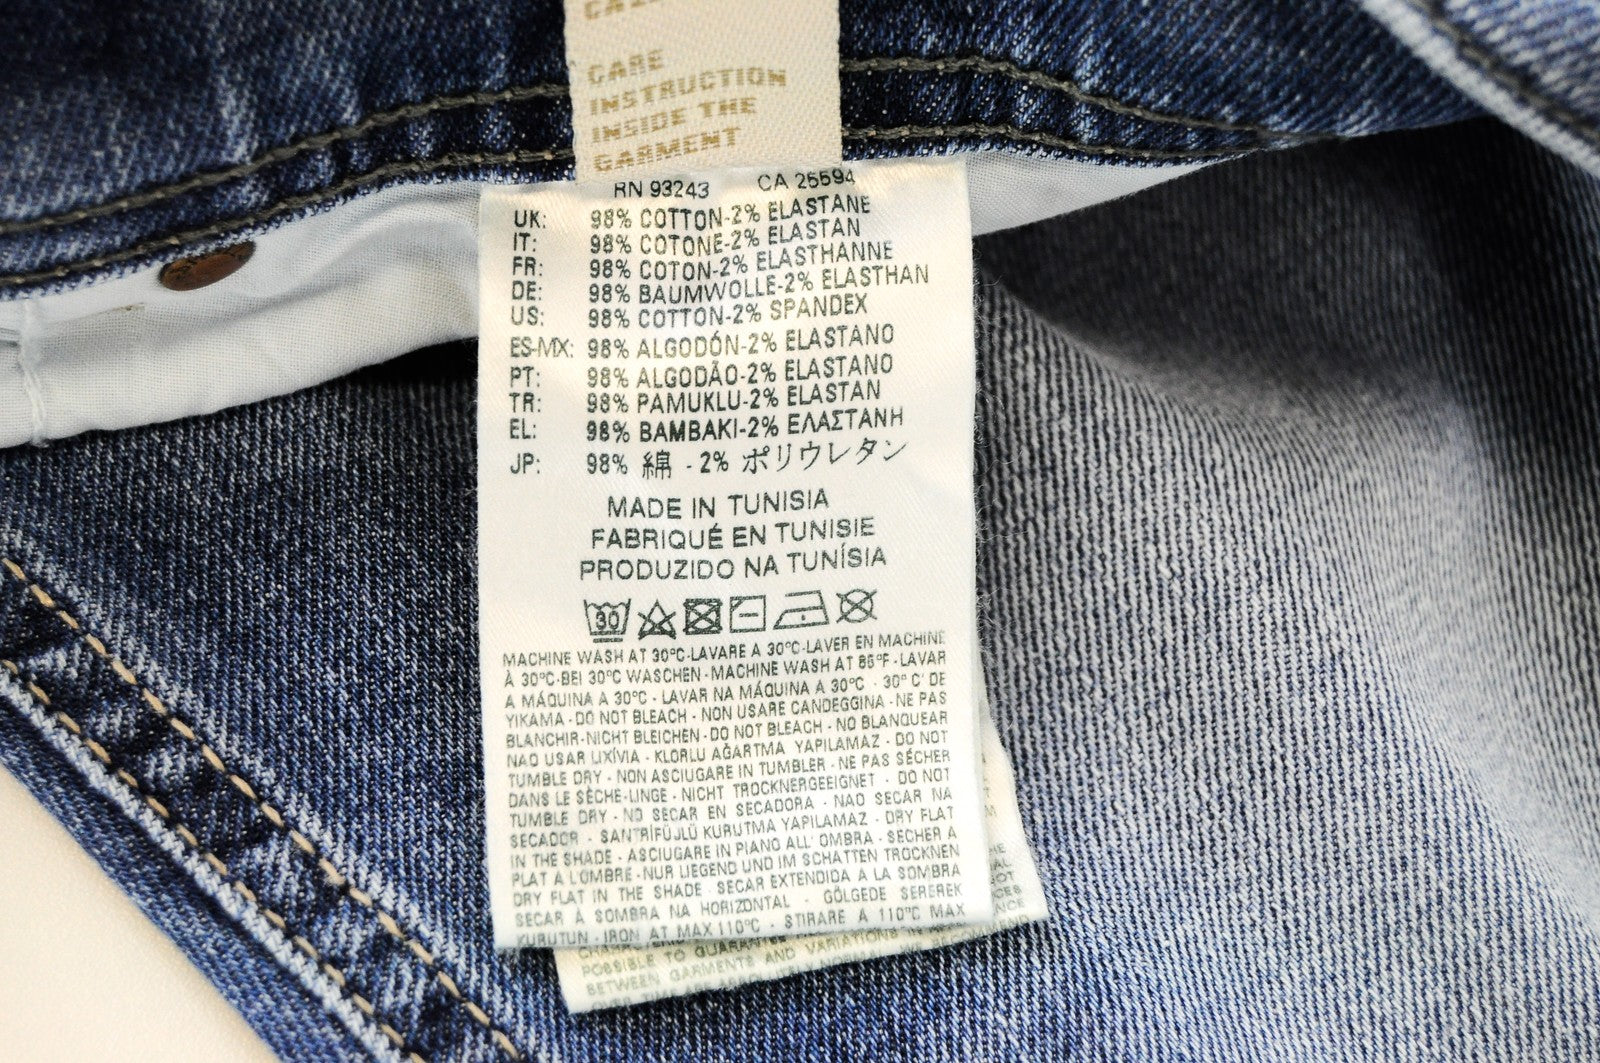 CARE
INSTRUCTION
INSIDE THE
GARMENT
RN 93243 CA 25594
UK: 98% COTTON-2% ELASTANE
IT: 98% COTONE-2% ELASTAN
FR: 98% COTON-2% ELASTHANNE
DE: 98% BAUMWOLLE-2% ELASTHAN
US: 98% COTTON-2% SPANDEX
ES-MX: 98% ALGODÓN-2% ELASTANO
PT: 98% ALGODÃO-2% ELASTANO
TR: 98% PAMUKLU-2% ELASTAN
EL: 98% BAMBAKI-2% ΕΛΑΣΤΑΝΗ
JP: 98% 綿 - 2% ポリウレタン
MADE IN TUNISIA
FABRIQUÉ EN TUNISIE
PRODUZIDO NA TUNÍSIA
30
MACHINE WASH AT 30°C-LAVARE A 30°C-LAVER EN MACHINE
À 30°C-BEI 30°C WASCHEN - MACHINE WASH AT 86°F - LAVAR
A MÁQUINA A 30°C - LAVAR NA MÁQUINA A 30°C - 30° C' DE
YIKAMA - DO NOT BLEACH - NON USARE CANDEGGINA - NE PAS
BLANCHIR-NICHT BLEICHEN - DO NOT BLEACH - NO BLANQUEAR
NAO USAR LIXÍVIA - KLORLU AĞARTMA YAPILAMAZ - DO NOT
TUMBLE DRY - NON ASCIUGARE IN TUMBLER - NE PAS SÉCHER
DANS LE SÈCHE-LINGE - NICHT TROCKNERGEEIGNET - DO NOT
TUMBLE DRY - NO SECAR EN SECADORA - NAO SECAR NA
SECADOR - SANTRİFÜJLÜ KURUTMA YAPILAMAZ - DRY FLAT
IN THE SHADE - ASCIUGARE IN PIANO ALL' OMBRA - SÉCHER A
PLAT A L'OMBRE - NUR LIEGEND UND IM SCHATTEN TROCKNEN
DRY FLAT IN THE SHADE - SECAR EXTENDIDA A LA SOMBRA
SECAR À SOMBRA NA HORIZONTAL - GÖLGEDE SEREREK
KURUTUN - IRON AT MAX 110°C - STIRARE A 110°C MAX
POSSIBLE TO GUARANTEE
BETWEEN GARMENTS AND VARIATIONS IN